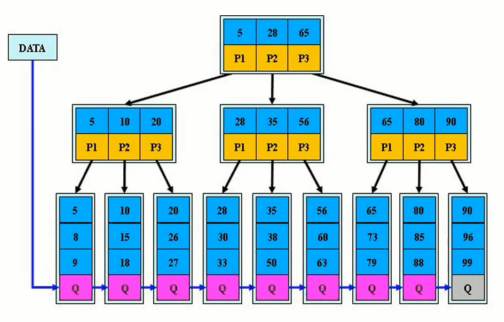 5 28 65
DATA
P1 P2 P3
5 10 20 28 35 56 65 80 90
P1 P2 P3 P1 P2 P3 P1 P2 P3
5 10 20 28 35 56 65 80 90
8 15 26 30 38 60 73 85 96
9 18 27 33 50 63 79 88 99
Q Q Q Q Q Q Q Q Q